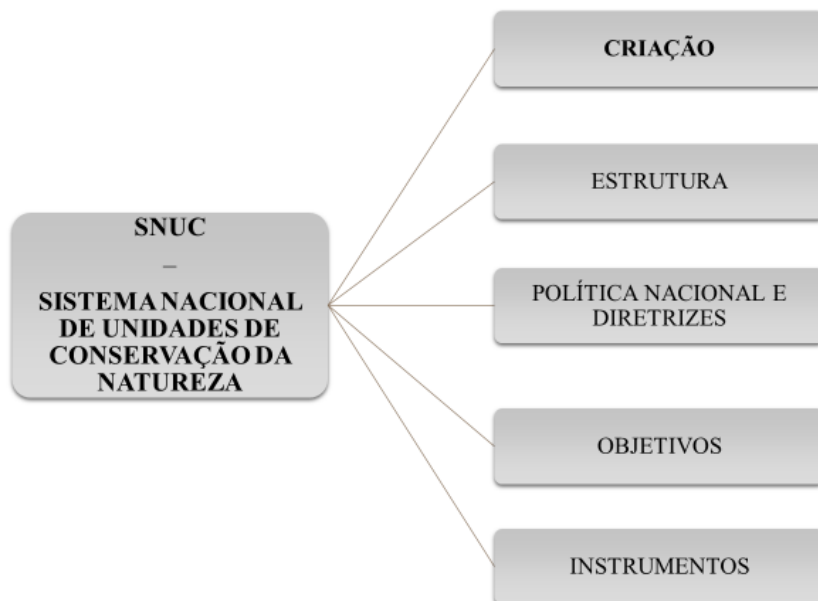 CRIAÇÃO
ESTRUTURA
SNUC
–
SISTEMA NACIONAL
DE UNIDADES DE
CONSERVAÇÃO DA
NATUREZA
POLÍTICA NACIONAL E
DIRETRIZES
OBJETIVOS
INSTRUMENTOS